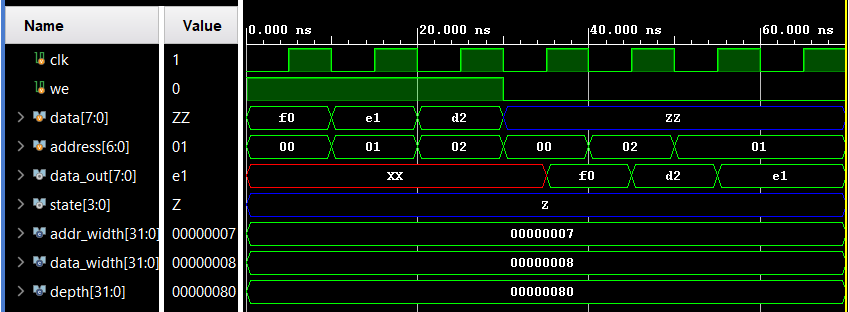 Name Value 0.000 ns 20.000 ns 40.000 ns 60.000 ns
clk 1
we 0
data[7:0] ZZ f0 e1 d2 ZZ
address[6:0] 01 00 01 02 00 02 01
data_out[7:0] e1 XX f0 d2 e1
state[3:0] Z Z
addr_width[31:0] 00000007 00000007
data_width[31:0] 00000008 00000008
depth[31:0] 00000080 00000080